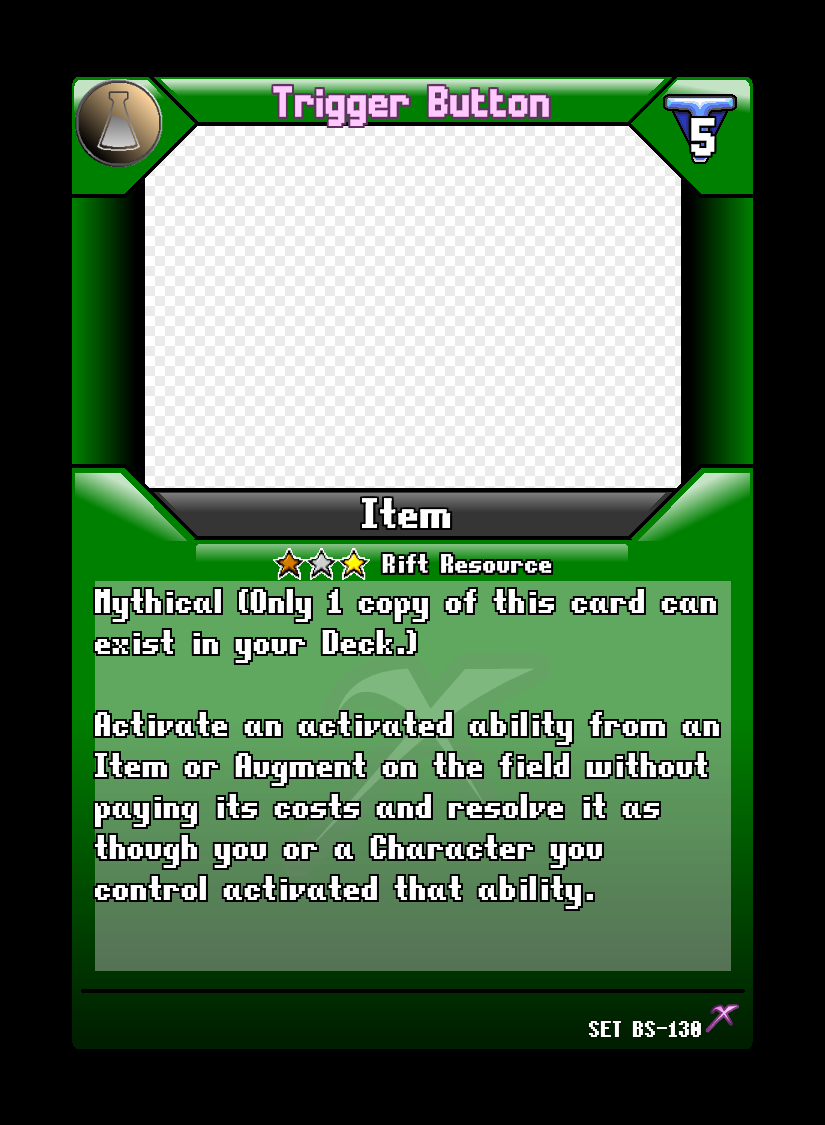 Trigger Button
5
Item
Rift Resource
Mythical (Only 1 copy of this card can
exist in your Deck.)
Activate an activated ability from an
Item or Augment on the field without
paying its costs and resolve it as
though you or a Character you
control activated that ability.
SET BS-130